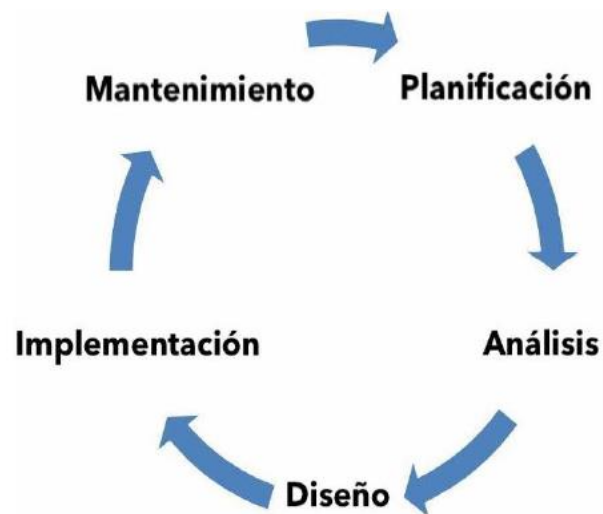 Mantenimiento
Planificación
Análisis
Diseño
Implementación